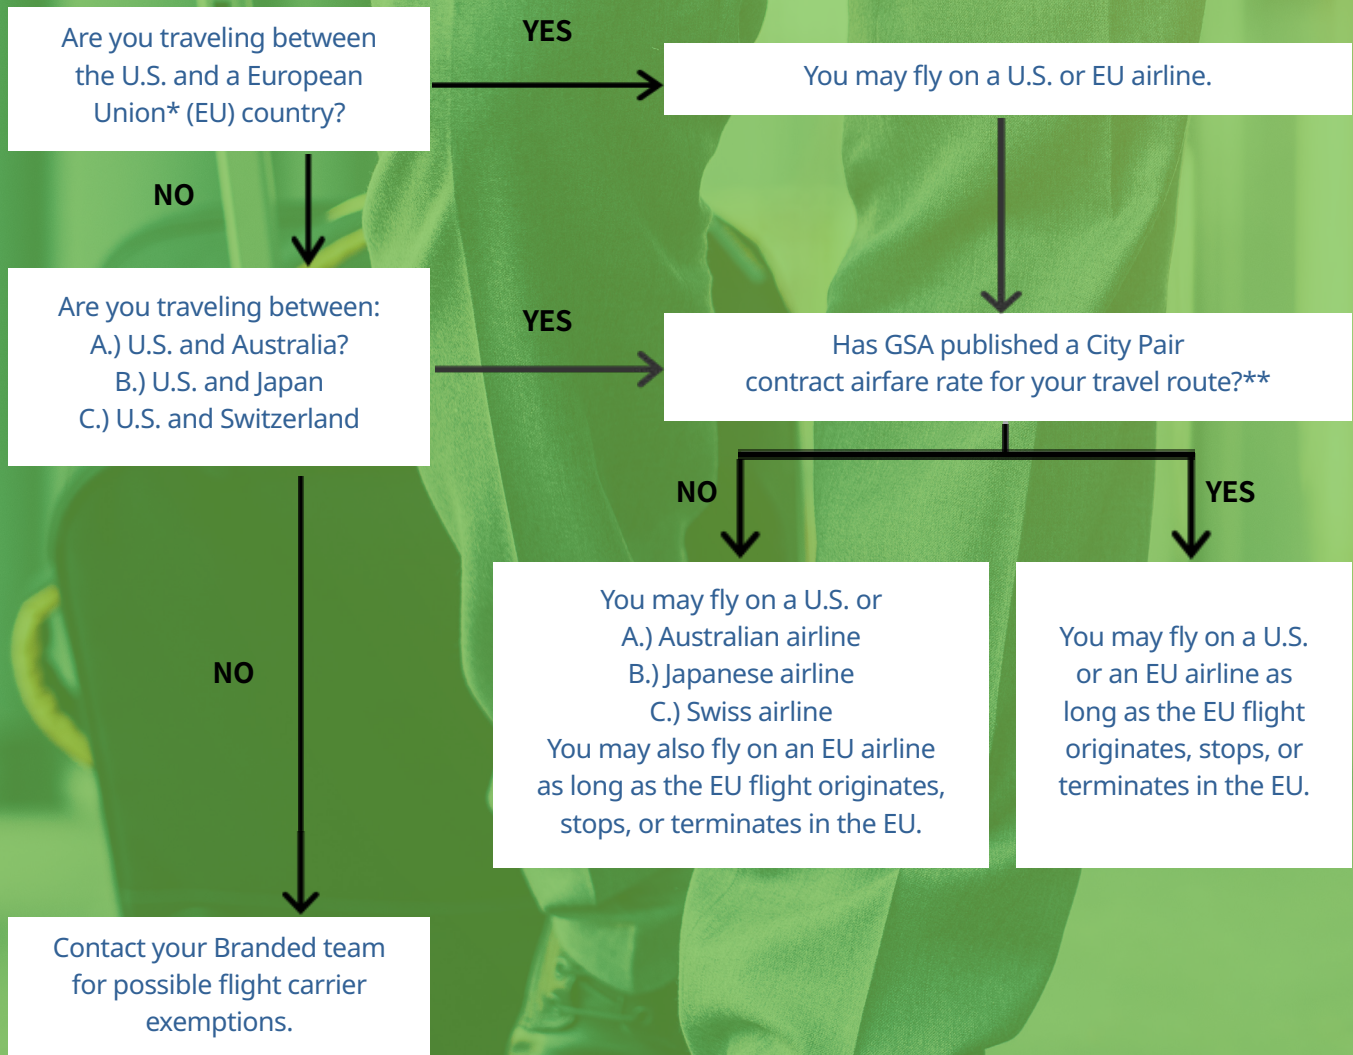 Are you traveling between
the U.S. and a European
Union* (EU) country?
YES
You may fly on a U.S. or EU airline.
NO
Are you traveling between:
A.) U.S. and Australia?
B.) U.S. and Japan
C.) U.S. and Switzerland
YES
Has GSA published a City Pair
contract airfare rate for your travel route?**
NO
YES
You may fly on a U.S. or
A.) Australian airline
B.) Japanese airline
C.) Swiss airline
You may also fly on an EU airline
as long as the EU flight originates,
stops, or terminates in the EU.
You may fly on a U.S.
or an EU airline as
long as the EU flight
originates, stops, or
terminates in the EU.
NO
Contact your Branded team
for possible flight carrier
exemptions.